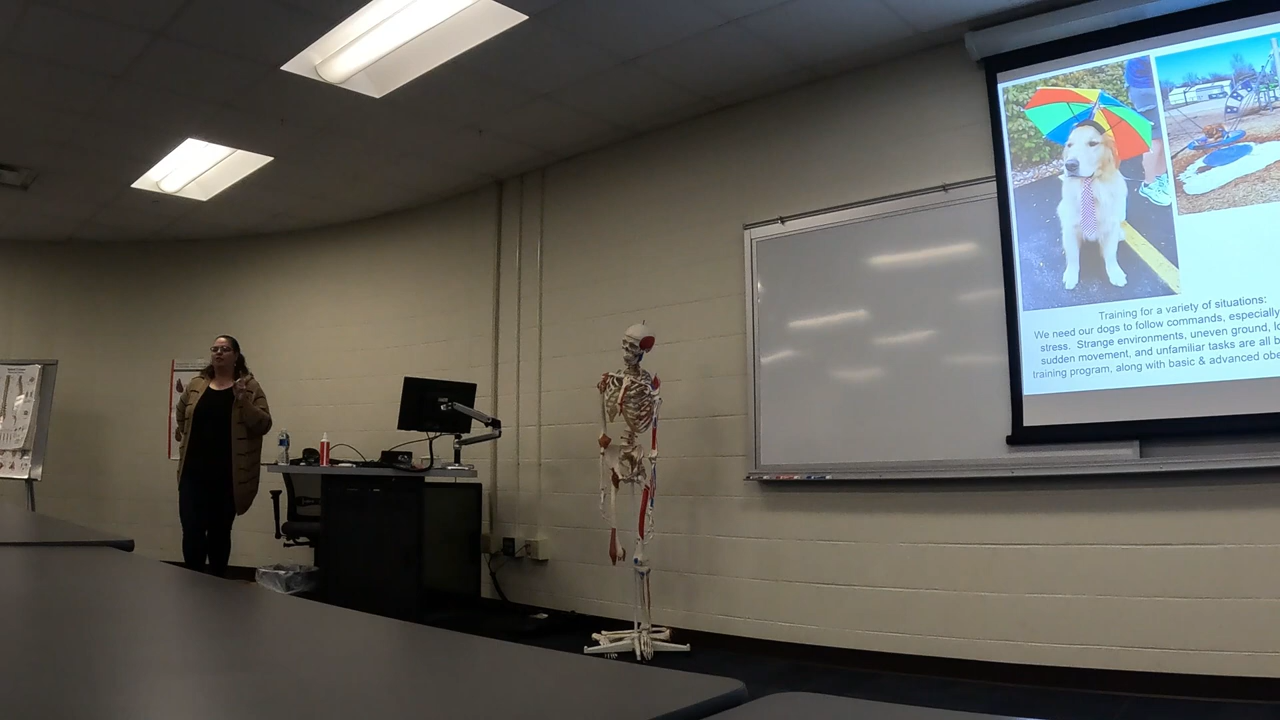 Training for a variety of situations:
We need our dogs to follow commands, especially
stress. Strange environments, uneven ground,
sudden movement, and unfamiliar tasks are all
training program, along with basic & advanced